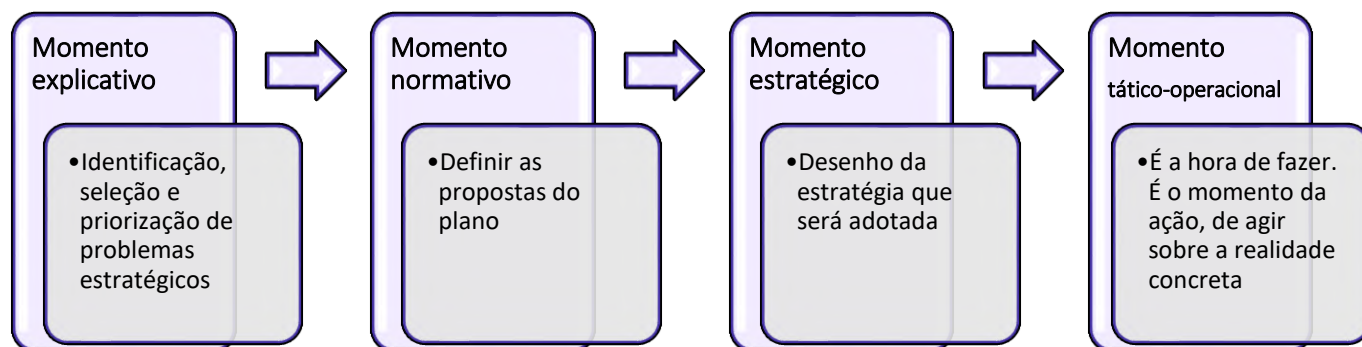 Momento
explicativo
•Identificação,
seleção e
priorização de
problemas
estratégicos
Momento
normativo
•Definir as
propostas do
plano
Momento
estratégico
•Desenho da
estratégia que
será adotada
Momento
tático-operacional
•É a hora de fazer.
É o momento da
ação, de agir
sobre a realidade
concreta